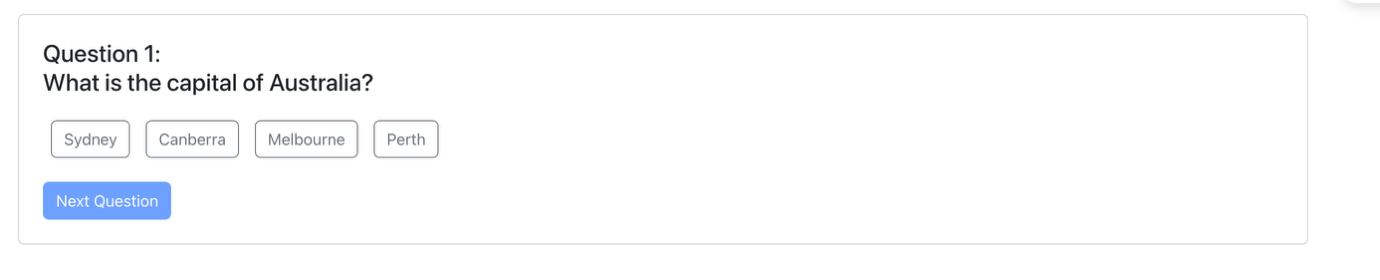 Question 1:
What is the capital of Australia?
Sydney Canberra Melbourne Perth
Next Question